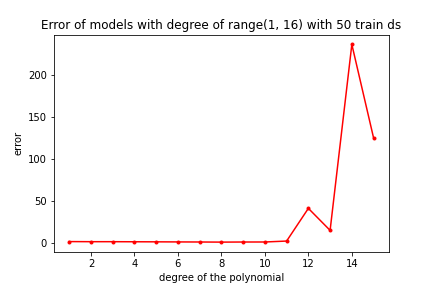 Error of models with degree of range(1, 16) with 50 train ds
error
200
150
100
50
0
2 4 6 8 10 12 14
degree of the polynomial